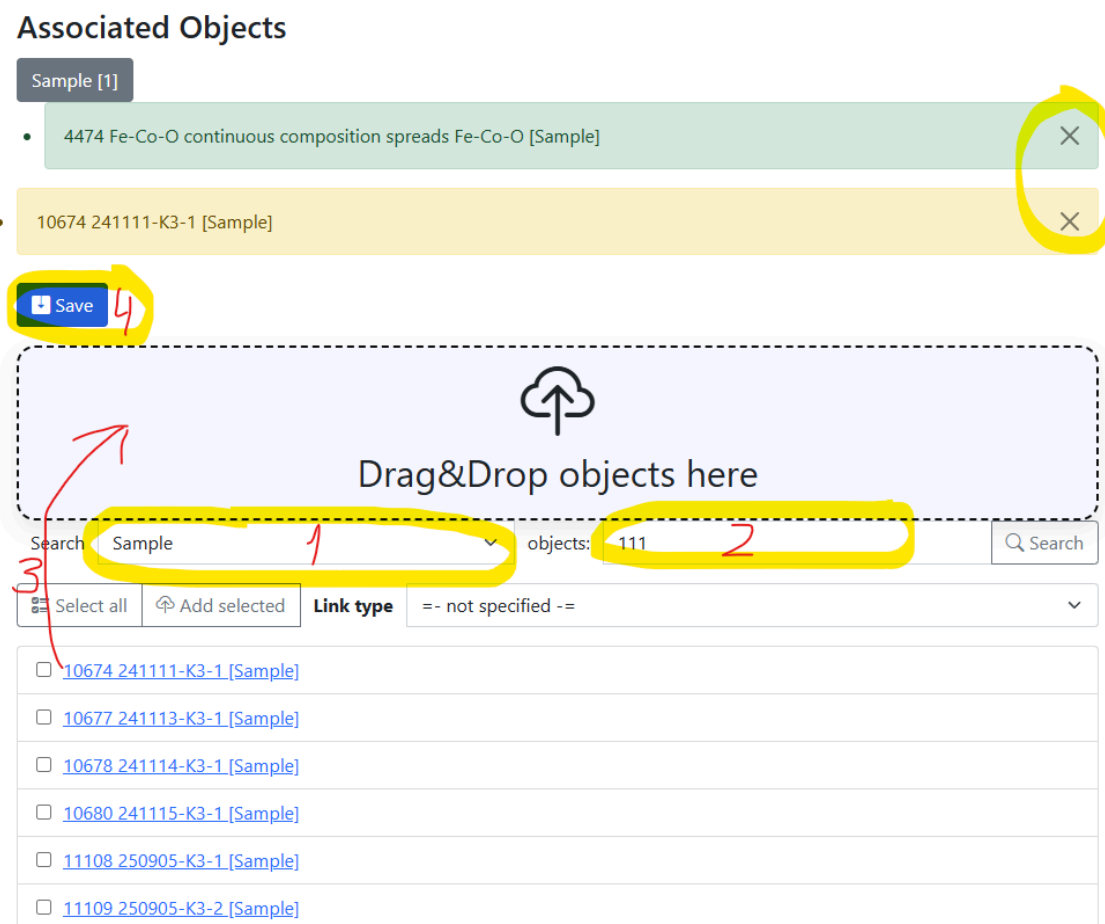 Associated Objects
Sample [1]
4474 Fe-Co-O continuous composition spreads Fe-Co-O [Sample]
10674 241111-K3-1 [Sample]
Save 4
Drag&Drop objects here
Search Sample 1 objects: 111 2 Search
3
Select all Add selected Link type =- not specified -=
10674 241111-K3-1 [Sample]
10677 241113-K3-1 [Sample]
10678 241114-K3-1 [Sample]
10680 241115-K3-1 [Sample]
11108 250905-K3-1 [Sample]
11109 250905-K3-2 [Sample]